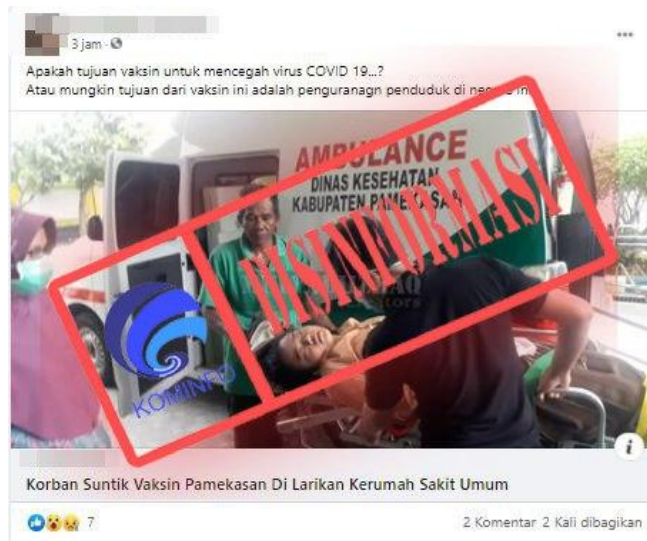 3 jam
Apakah tujuan vaksin untuk mencegah virus COVID 19...?
Atau mungkin tujuan dari vaksin ini adalah penguranagn penduduk di
AMBULANCE
DINAS KESEHATAN
KABUPATEN PAMEKASAN
DISINFORMASI
KOMINFO
Korban Suntik Vaksin Pamekasan Di Larikan Kerumah Sakit Umum
7
2 Komentar 2 Kali dibagikan